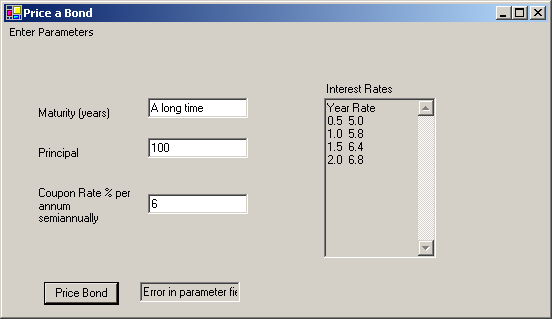 Price a Bond
Enter Parameters
Maturity (years)
A long time
Principal
100
Coupon Rate % per
annum
semiannually
6
Interest Rates
Year Rate
0.5 5.0
1.0 5.8
1.5 6.4
2.0 6.8
Price Bond
Error in parameter fie